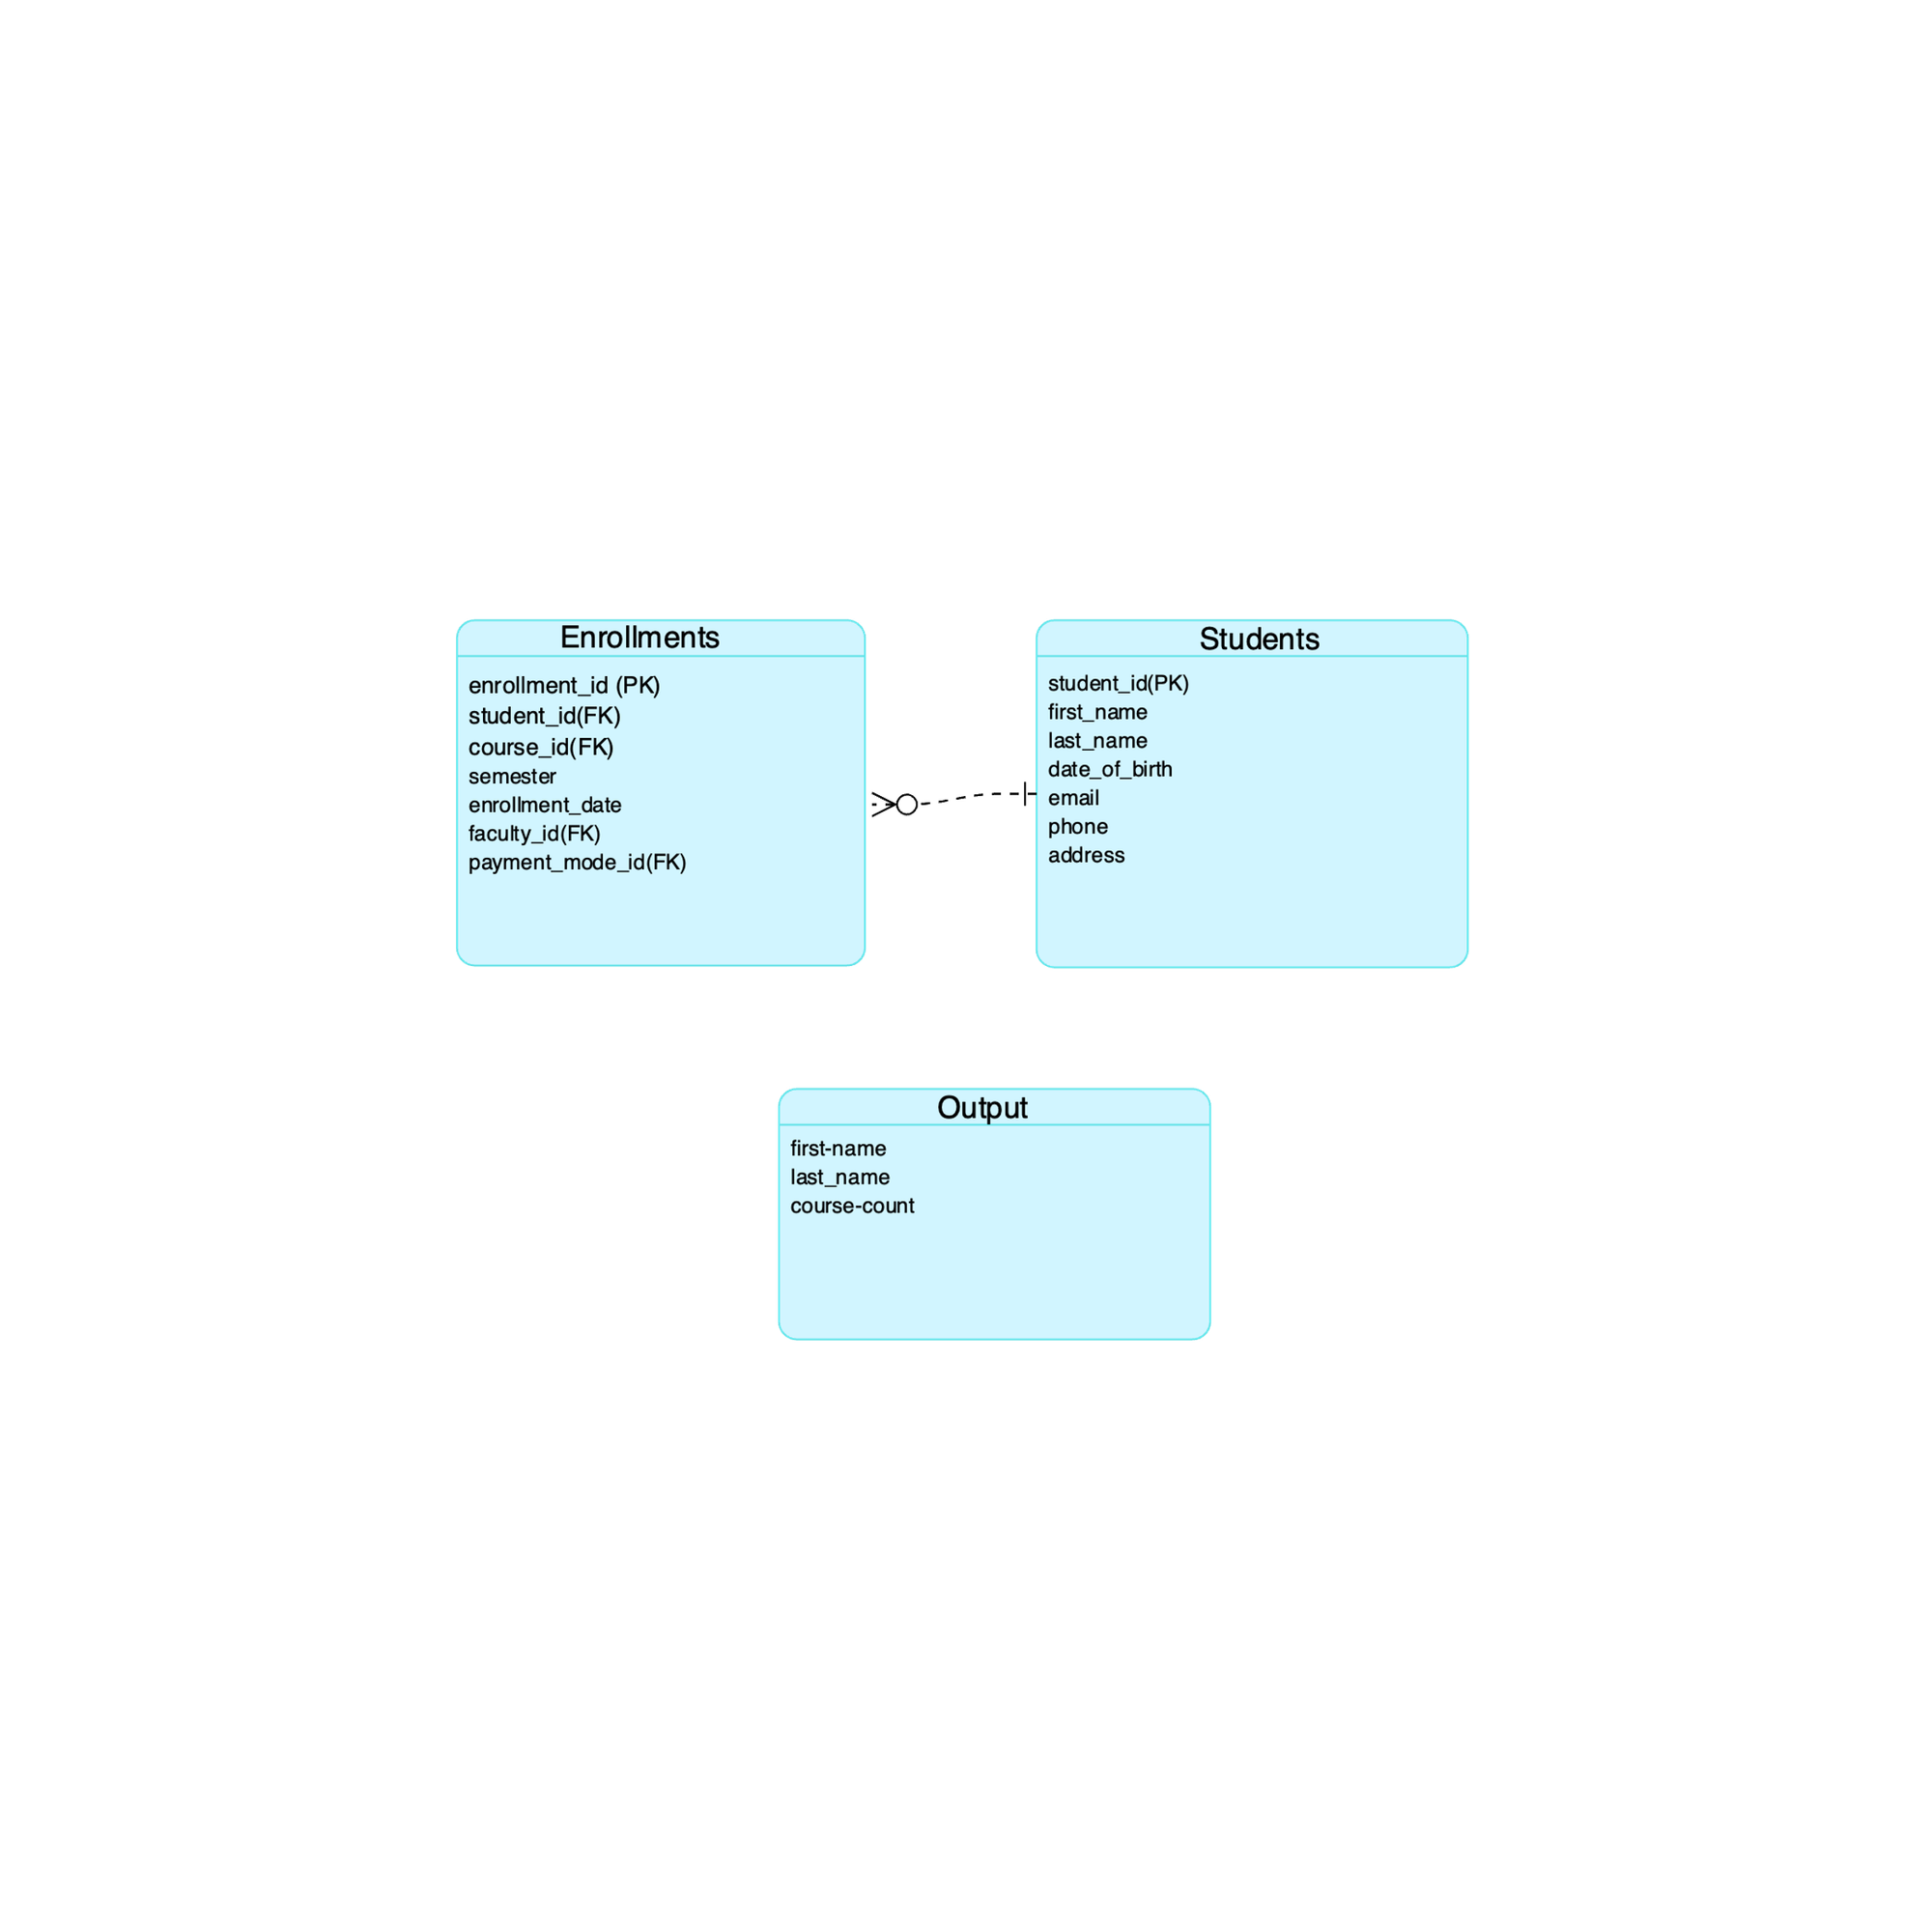 Enrollments
enrollment_id (PK)
student_id(FK)
course_id(FK)
semester
enrollment_date
faculty_id(FK)
payment_mode_id(FK)
Students
student_id(PK)
first_name
last_name
date_of_birth
email
phone
address
Output
first-name
last_name
course-count